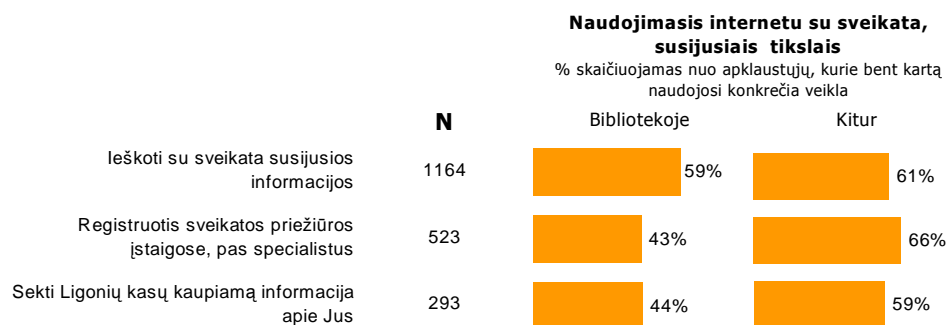 Naudojimasis internetu su sveikata,
susijusiais tikslais
% skaičiuojamas nuo apklaustųjų, kurie bent kartą
naudojosi konkrečia veikla
N Bibliotekoje Kitur
Ieškoti su sveikata susijusios
informacijos
1164 59% 61%
Registruotis sveikatos priežiūros
įstaigose, pas specialistus
523 43% 66%
Sekti Ligonių kasų kaupiamą informacija
apie Jus
293 44% 59%